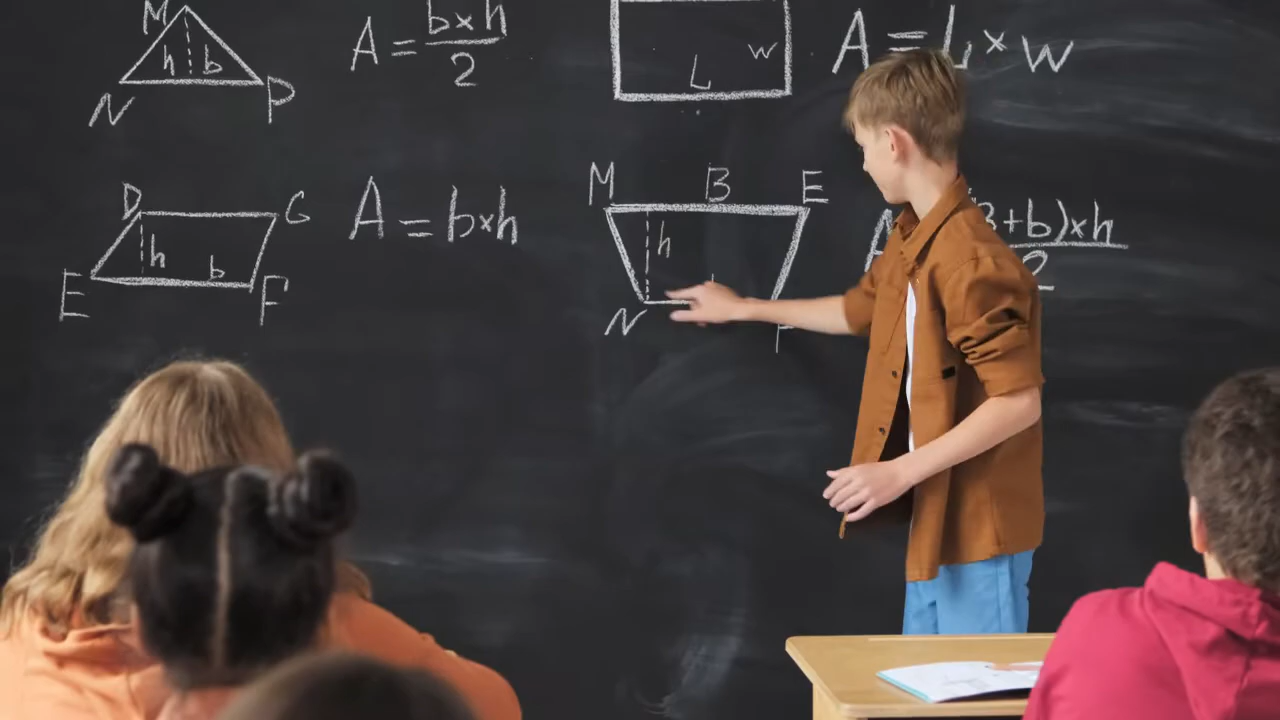 M
h b
N P
A = b×h
2
L w
A = L × w
D G
h b
E F
A = b×h
M B E
h
N
A
B+b)×h
2